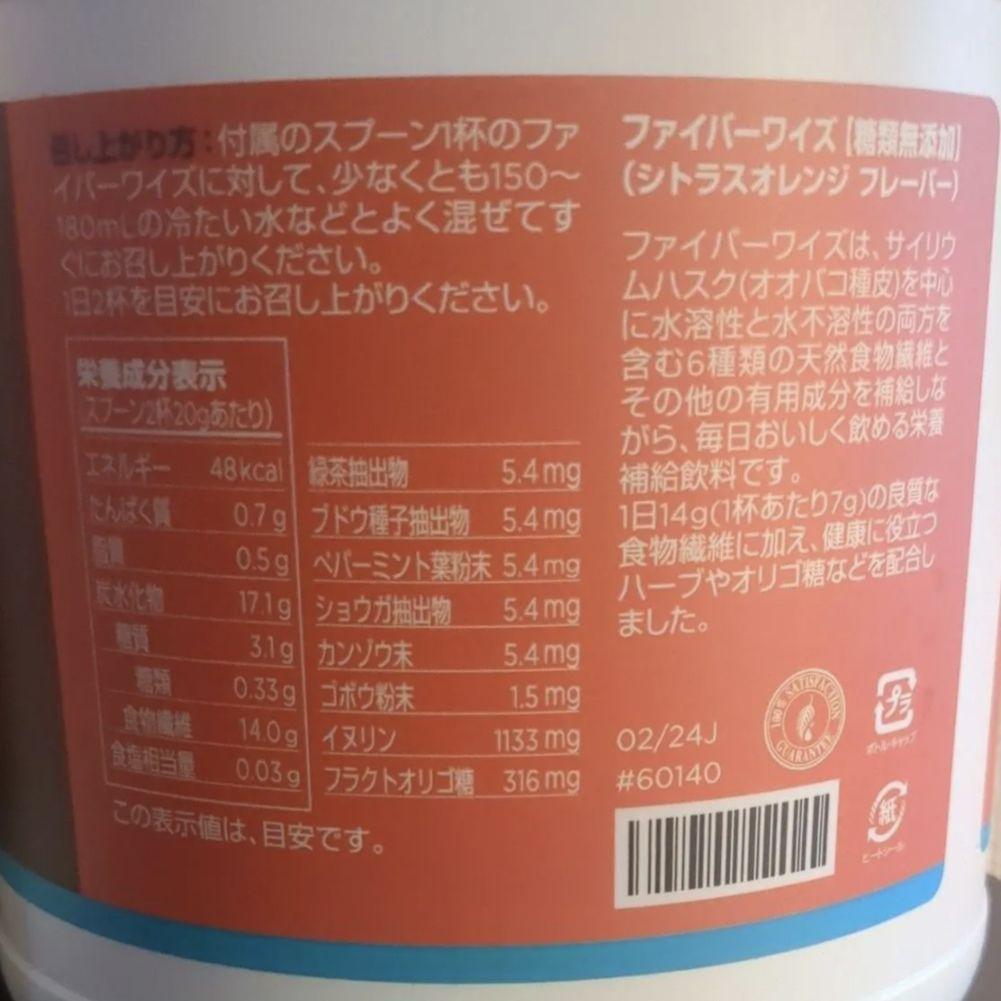 召し上がり方：付属のスプーン1杯のファ
イバーワイズに対して、少なくとも150～
180mLの冷たい水などとよく混ぜてす
ぐにお召し上がりください。
1日2杯を目安にお召し上がりください。
栄養成分表示
(スプーン2杯20gあたり)
エネルギー 48kcal
たんぱく質 0.7g
脂質 0.5g
炭水化物 17.1g
糖質 3.1g
糖類 0.33g
食物繊維 14.0g
食塩相当量 0.03g
緑茶抽出物 5.4mg
ブドウ種子抽出物 5.4mg
ペパーミント葉粉末 5.4mg
ショウガ抽出物 5.4mg
カンゾウ末 5.4mg
ゴボウ粉末 1.5mg
イヌリン 1133mg
フラクトオリゴ糖 316mg
この表示値は、目安です。
ファイバーワイズ【糖類無添加】
(シトラスオレンジ フレーバー)
ファイバーワイズは、サイリウ
ムハスク(オオバコ種皮)を中心
に水溶性と水不溶性の両方を
含む6種類の天然食物繊維と
その他の有用成分を補給しな
がら、毎日おいしく飲める栄養
補給飲料です。
1日14g(1杯あたり7g)の良質な
食物繊維に加え、健康に役立つ
ハーブやオリゴ糖などを配合し
ました。
02/24J
#60140
100% SATISFACTION
GUARANTEE
プラ
ボトル・キャップ
紙
ヒートシール